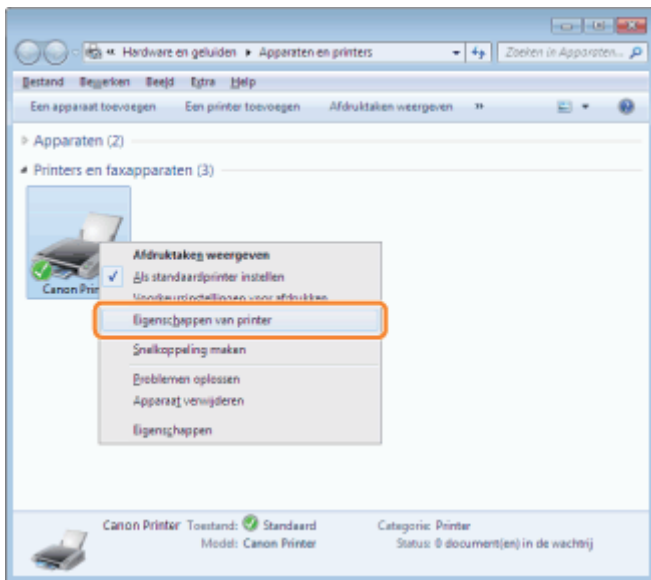 Hardware en geluiden ▸ Apparaten en printers
Zoeken in Apparaten...
Bestand Bewerken Beeld Extra Help
Een apparaat toevoegen Een printer toevoegen Afdruktaken weergeven »
Apparaten (2)
Printers en faxapparaten (3)
Canon Prin
Afdruktaken weergeven
Als standaardprinter instellen
Voorkeursinstellingen voor afdrukken
Eigenschappen van printer
Snelkoppeling maken
Problemen oplossen
Apparaat verwijderen
Eigenschappen
Canon Printer Toestand: Standaard Categorie: Printer
Model: Canon Printer Status: 0 document(en) in de wachtrij